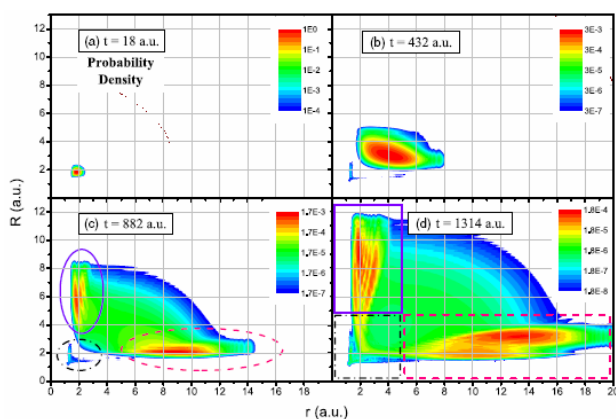 12
10
8
6
4
2
(a) t = 18 a.u.
Probability
Density
1E0
1E-1
1E-2
1E-3
1E-4
(b) t = 432 a.u.
3E-3
3E-4
3E-5
3E-6
3E-7
R (a.u.)
12
10
8
6
4
2
0
(c) t = 882 a.u.
1.7E-3
1.7E-4
1.7E-5
1.7E-6
1.7E-7
(d) t = 1314 a.u.
1.8E-4
1.8E-5
1.8E-6
1.8E-7
1.8E-8
0 2 4 6 8 10 12 14 16 18 0 2 4 6 8 10 12 14 16 18 20
r (a.u.)